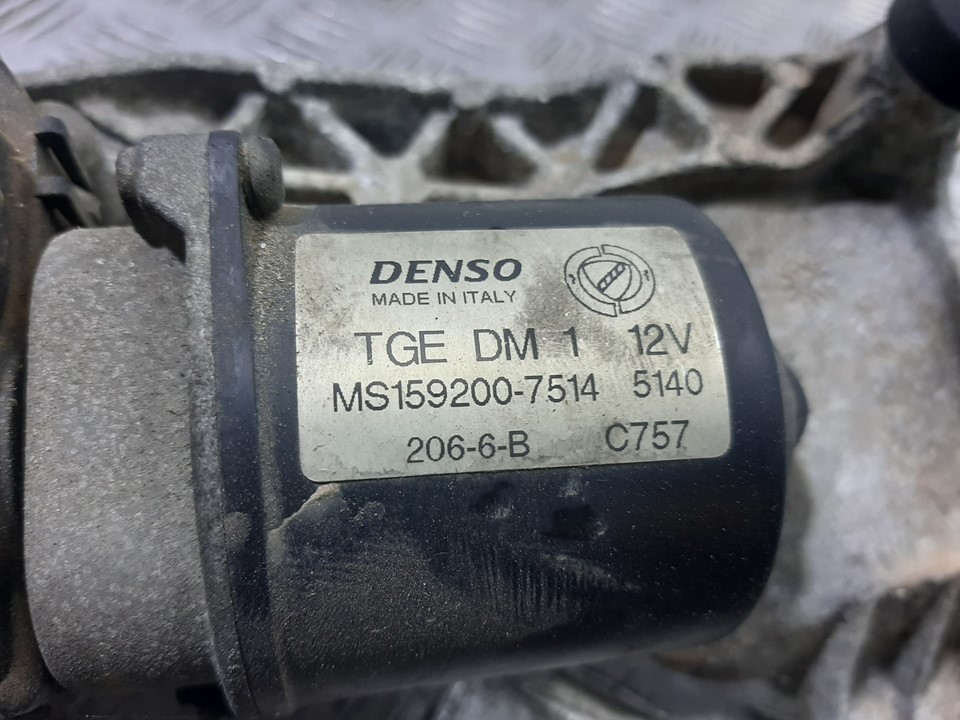 DENSO
MADE IN ITALY
TGE DM 1 12V
MS159200-7514 5140
206-6-B C757